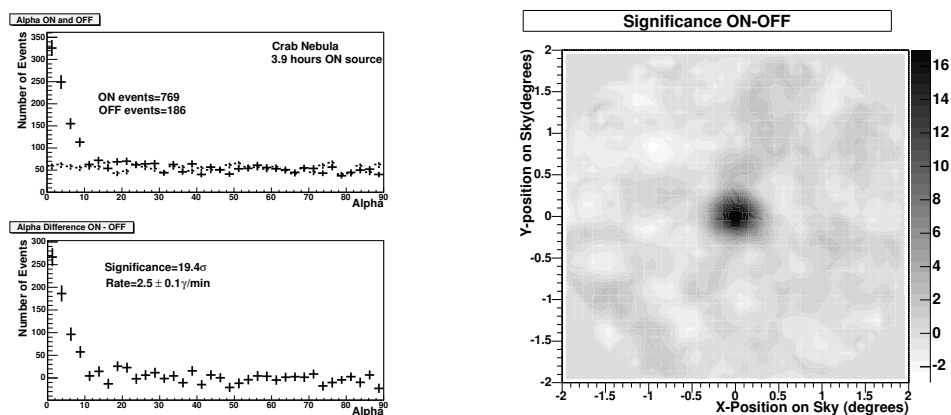 Alpha ON and OFF
Number of Events
350
300
250
200
150
100
50
0
Crab Nebula
3.9 hours ON source
ON events=769
OFF events=186
0 10 20 30 40 50 60 70 80 90
Alpha
Alpha Difference ON - OFF
Number of Events
300
250
200
150
100
50
0
Significance=19.4σ
Rate=2.5 ± 0.1γ/min
0 10 20 30 40 50 60 70 80 90
Alpha
Significance ON-OFF
Y-position on Sky(degrees)
2
1.5
1
0.5
0
-0.5
-1
-1.5
-2
-2 -1.5 -1 -0.5 0 0.5 1 1.5 2
X-Position on Sky (degrees)
16
14
12
10
8
6
4
2
0
-2